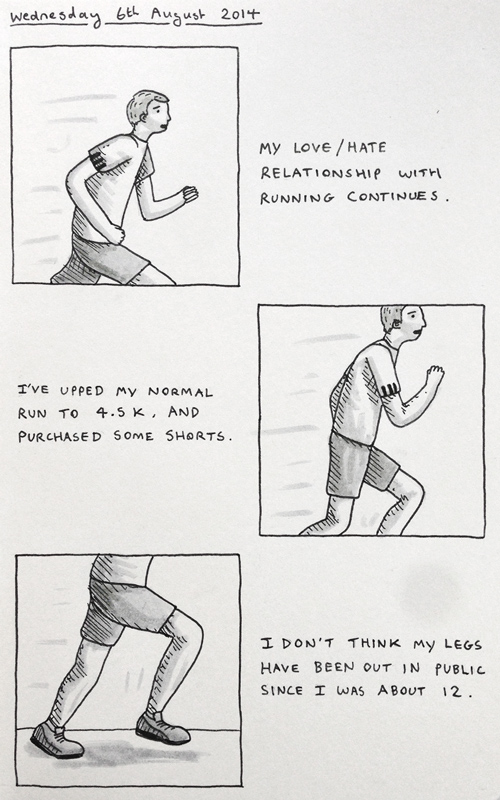 Wednesday 6th August 2014
MY LOVE/HATE
RELATIONSHIP WITH
RUNNING CONTINUES.
I'VE UPPED MY NORMAL
RUN TO 4.5K, AND
PURCHASED SOME SHORTS.
I DON'T THINK MY LEGS
HAVE BEEN OUT IN PUBLIC
SINCE I WAS ABOUT 12.